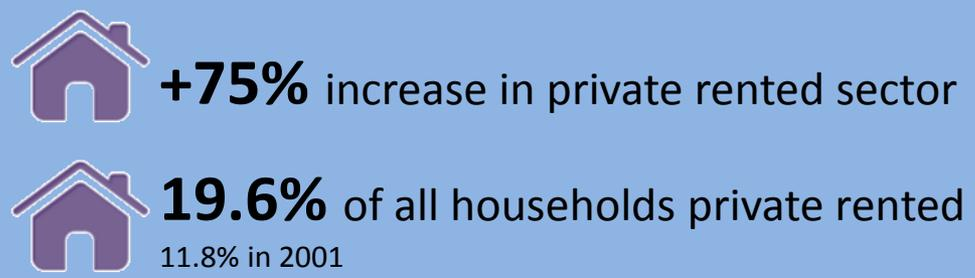 +75% increase in private rented sector
19.6% of all households private rented
11.8% in 2001